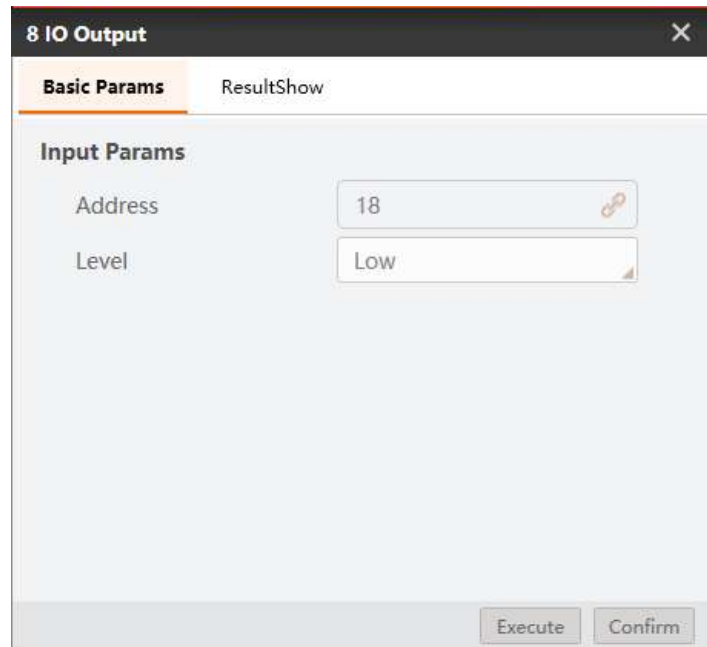 8 IO Output
Basic Params ResultShow
Input Params
Address 18
Level Low
Execute Confirm